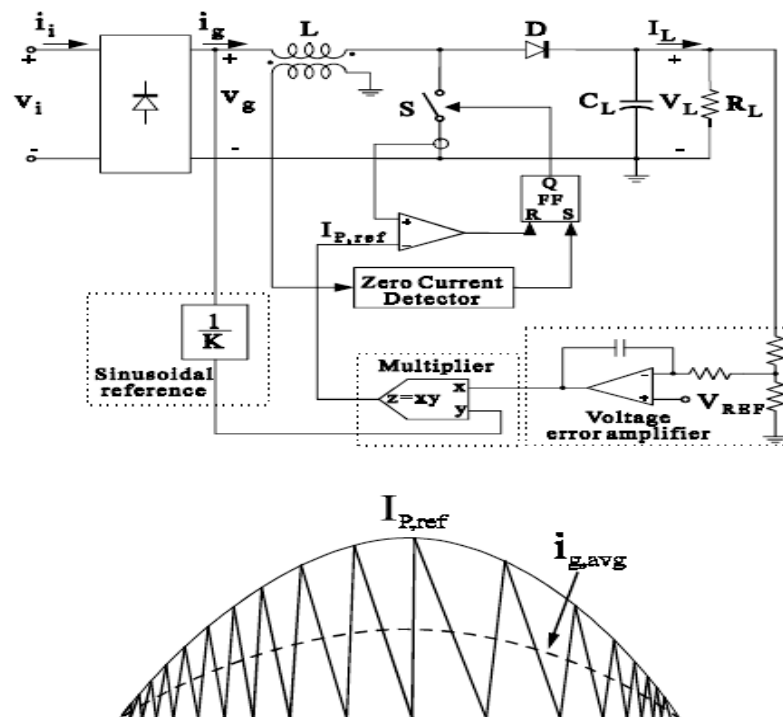 i_i
i_g
L
D
I_L
+
+
+
v_i
v_g
S
C_L
V_L
R_L
-
-
-
Q
FF
R S
I_P,ref
+
-
Zero Current
Detector
1
K
Sinusoidal
reference
Multiplier
z=xy
x
y
-
+
V_REF
Voltage
error amplifier
I_P,ref
i_g,avg